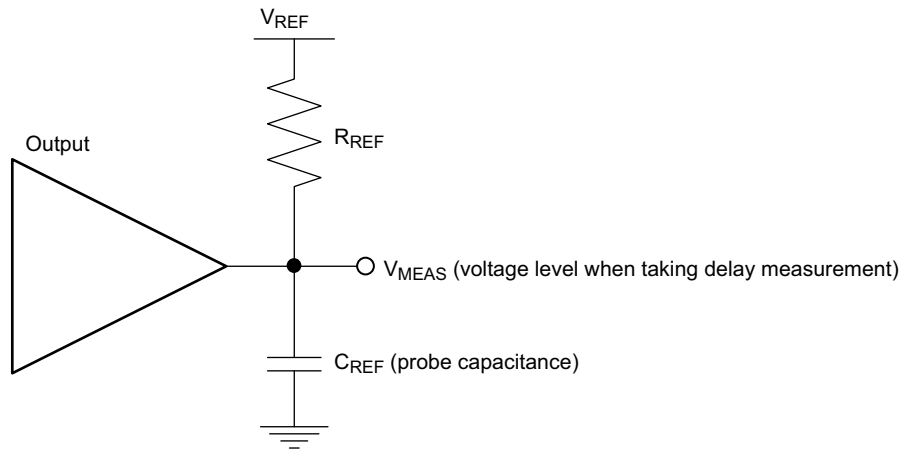 VREF
RREF
Output
VMEAS (voltage level when taking delay measurement)
CREF (probe capacitance)